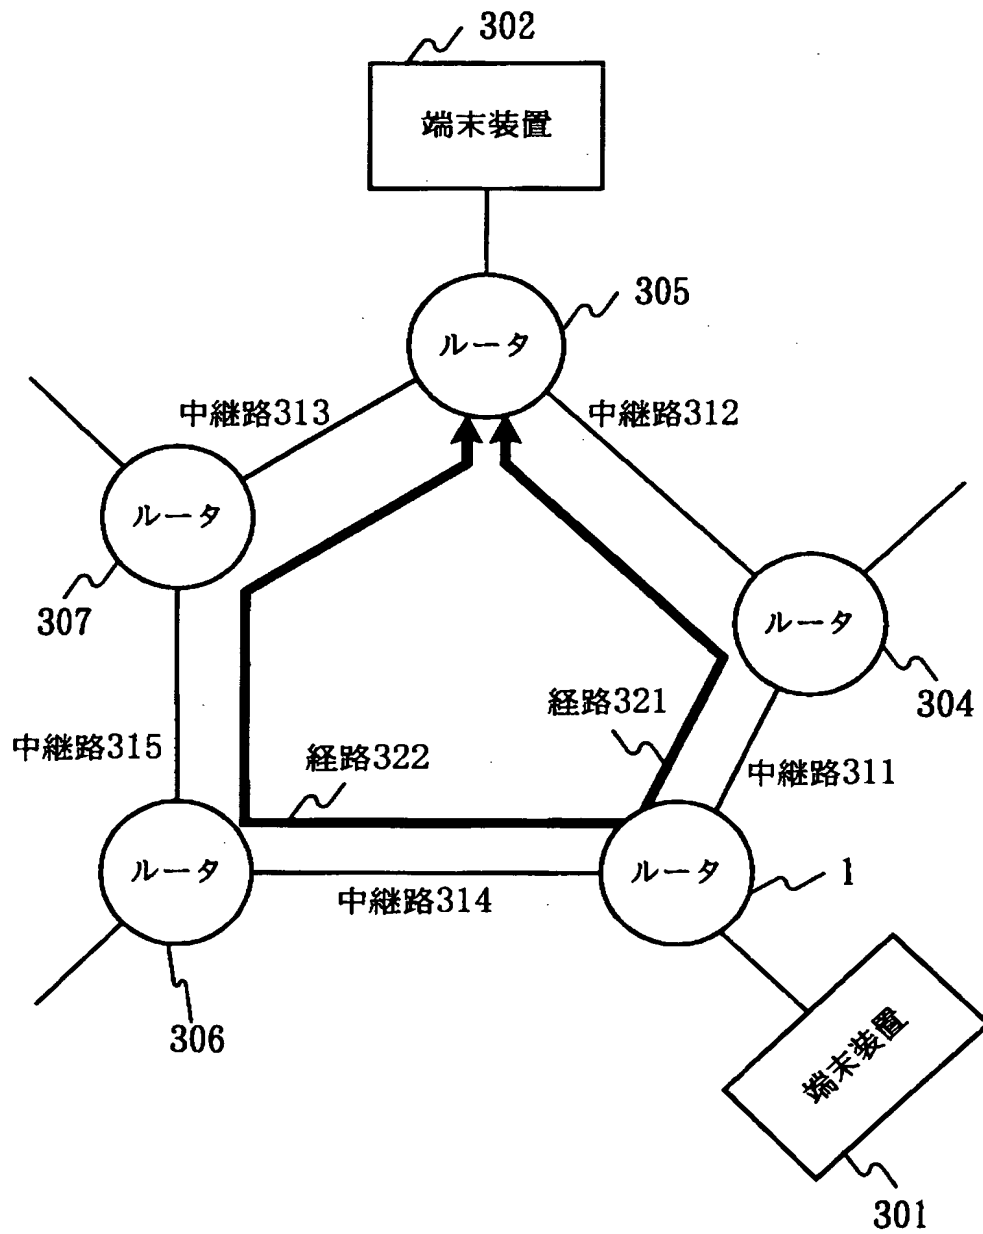 302
端末装置
305
ルータ
中継路313
中継路312
ルータ
307
ルータ
304
経路321
中継路315
経路322
中継路311
ルータ
ルータ
1
中継路314
306
端末装置
301